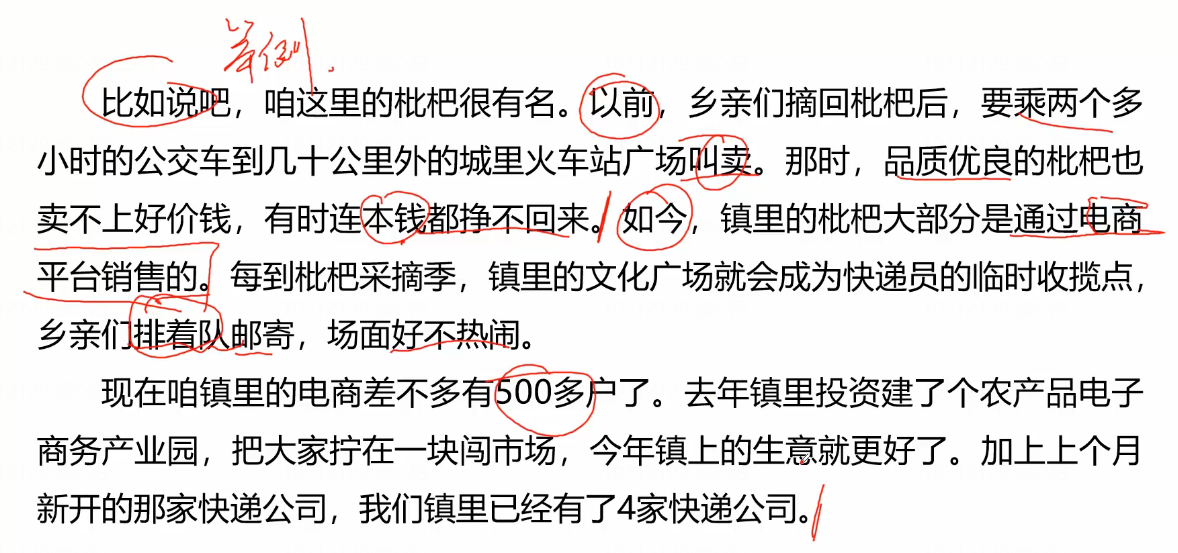 举例.
比如说吧，咱这里的枇杷很有名。以前，乡亲们摘回枇杷后，要乘两个多
小时的公交车到几十公里外的城里火车站广场叫卖。那时，品质优良的枇杷也
卖不上好价钱，有时连本钱都挣不回来。如今，镇里的枇杷大部分是通过电商
平台销售的。每到枇杷采摘季，镇里的文化广场就会成为快递员的临时收揽点，
乡亲们排着队邮寄，场面好不热闹。
现在咱镇里的电商差不多有500多户了。去年镇里投资建了个农产品电子
商务产业园，把大家拧在一块闯市场，今年镇上的生意就更好了。加上上个月
新开的那家快递公司，我们镇里已经有了4家快递公司。